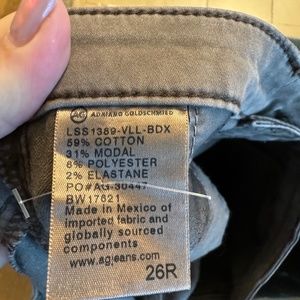 AG ADRIANO GOLDSCHMIED
LSS1389-VLL-BDX
59% COTTON
31% MODAL
8% POLYESTER
2% ELASTANE
PO#AG-30447
BW17621
Made in Mexico of
imported fabric and
globally sourced
components
www.agjeans.com
26R